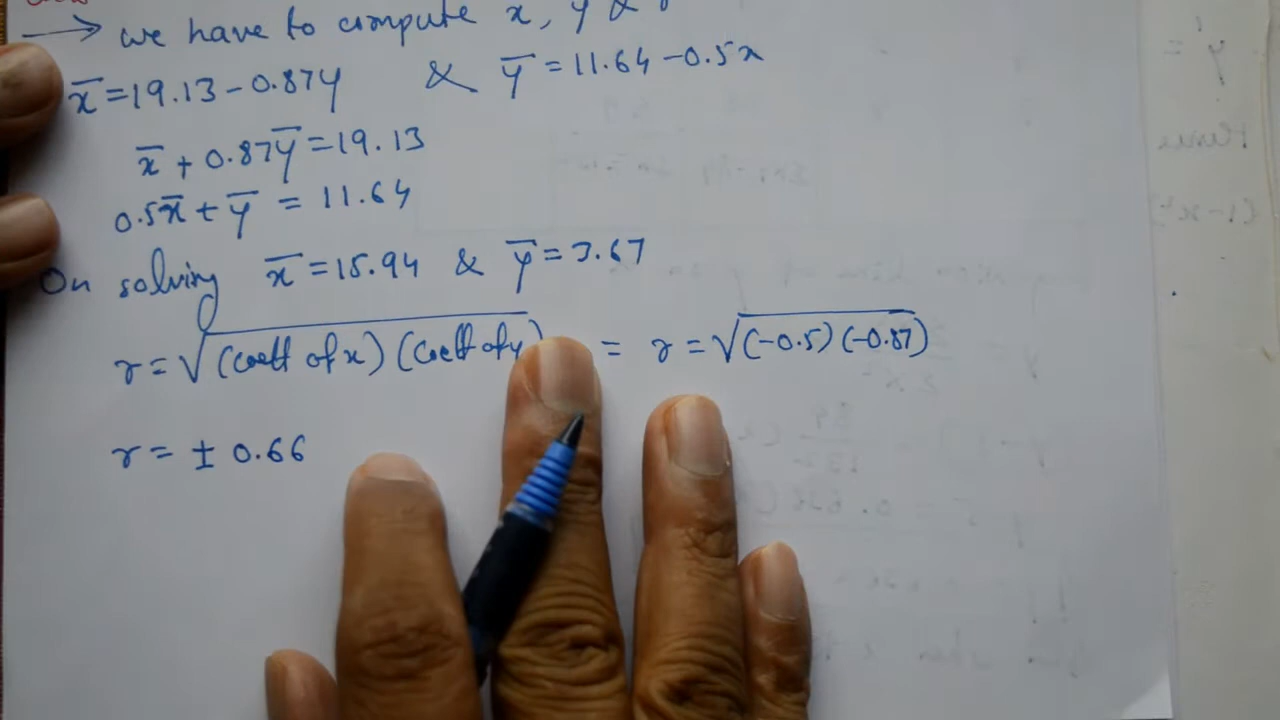 → we have to compute x, y &
x̄ = 19.13 - 0.87y & ȳ = 11.64 - 0.5x
x̄ + 0.87ȳ = 19.13
0.5x̄ + ȳ = 11.64
On solving x̄ = 15.94 & ȳ = 3.67
r = √(coeff of x) (coeff of y) = r = √(-0.5) (-0.87)
r = ± 0.66